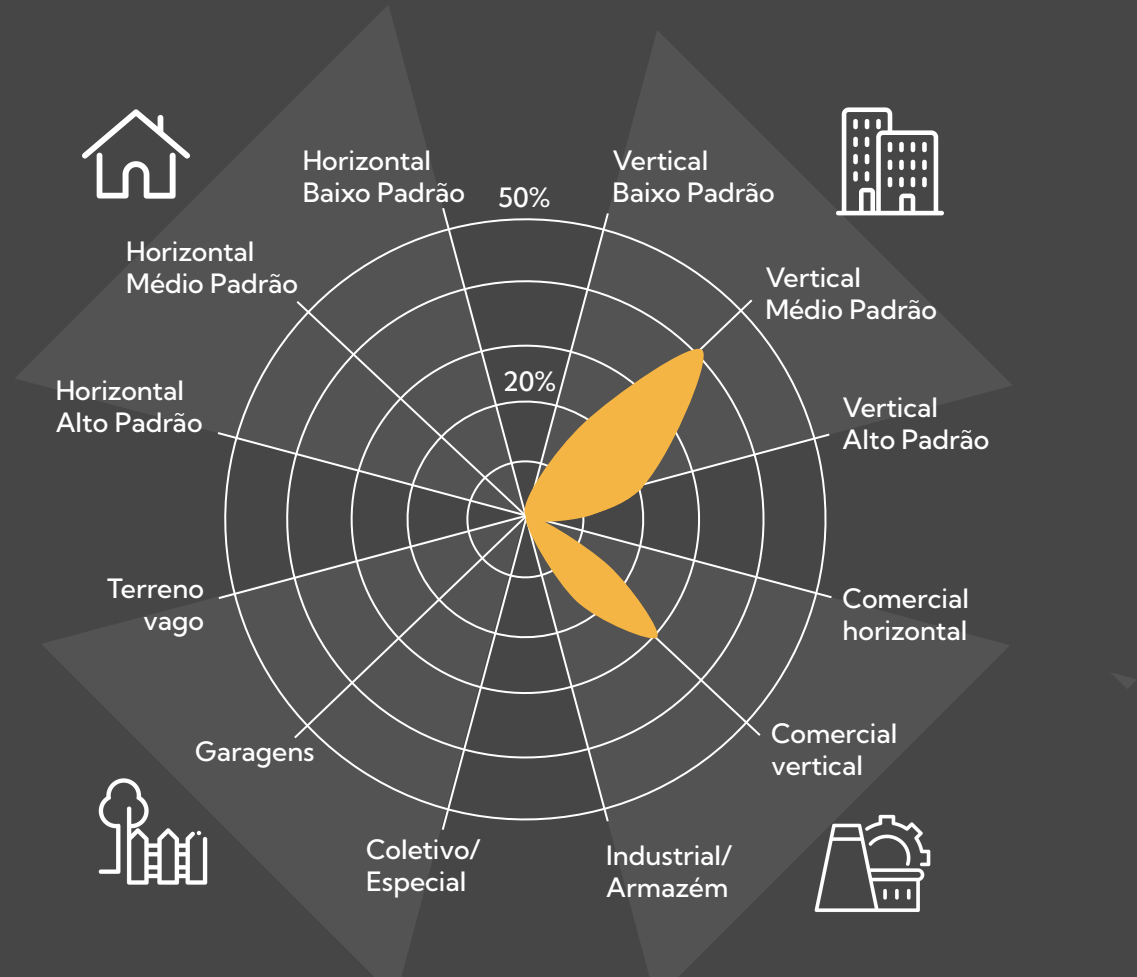 Horizontal
Baixo Padrão
50%
Vertical
Baixo Padrão
Horizontal
Médio Padrão
Vertical
Médio Padrão
20%
Horizontal
Alto Padrão
Vertical
Alto Padrão
Terreno
vago
Comercial
horizontal
Garagens
Comercial
vertical
Coletivo/
Especial
Industrial/
Armazém